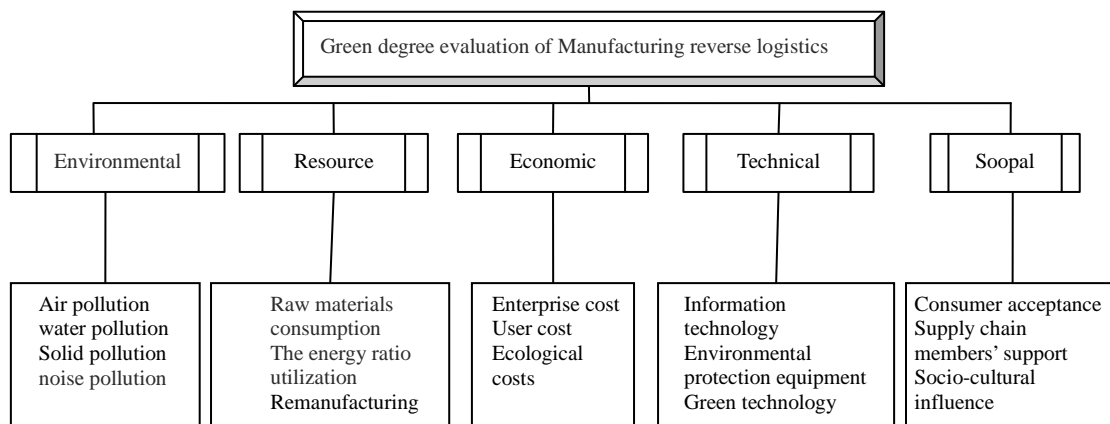 Green degree evaluation of Manufacturing reverse logistics
Environmental
Resource
Economic
Technical
Soopal
Air pollution
water pollution
Solid pollution
noise pollution
Raw materials
consumption
The energy ratio
utilization
Remanufacturing
Enterprise cost
User cost
Ecological
costs
Information
technology
Environmental
protection equipment
Green technology
Consumer acceptance
Supply chain
members’ support
Socio-cultural
influence